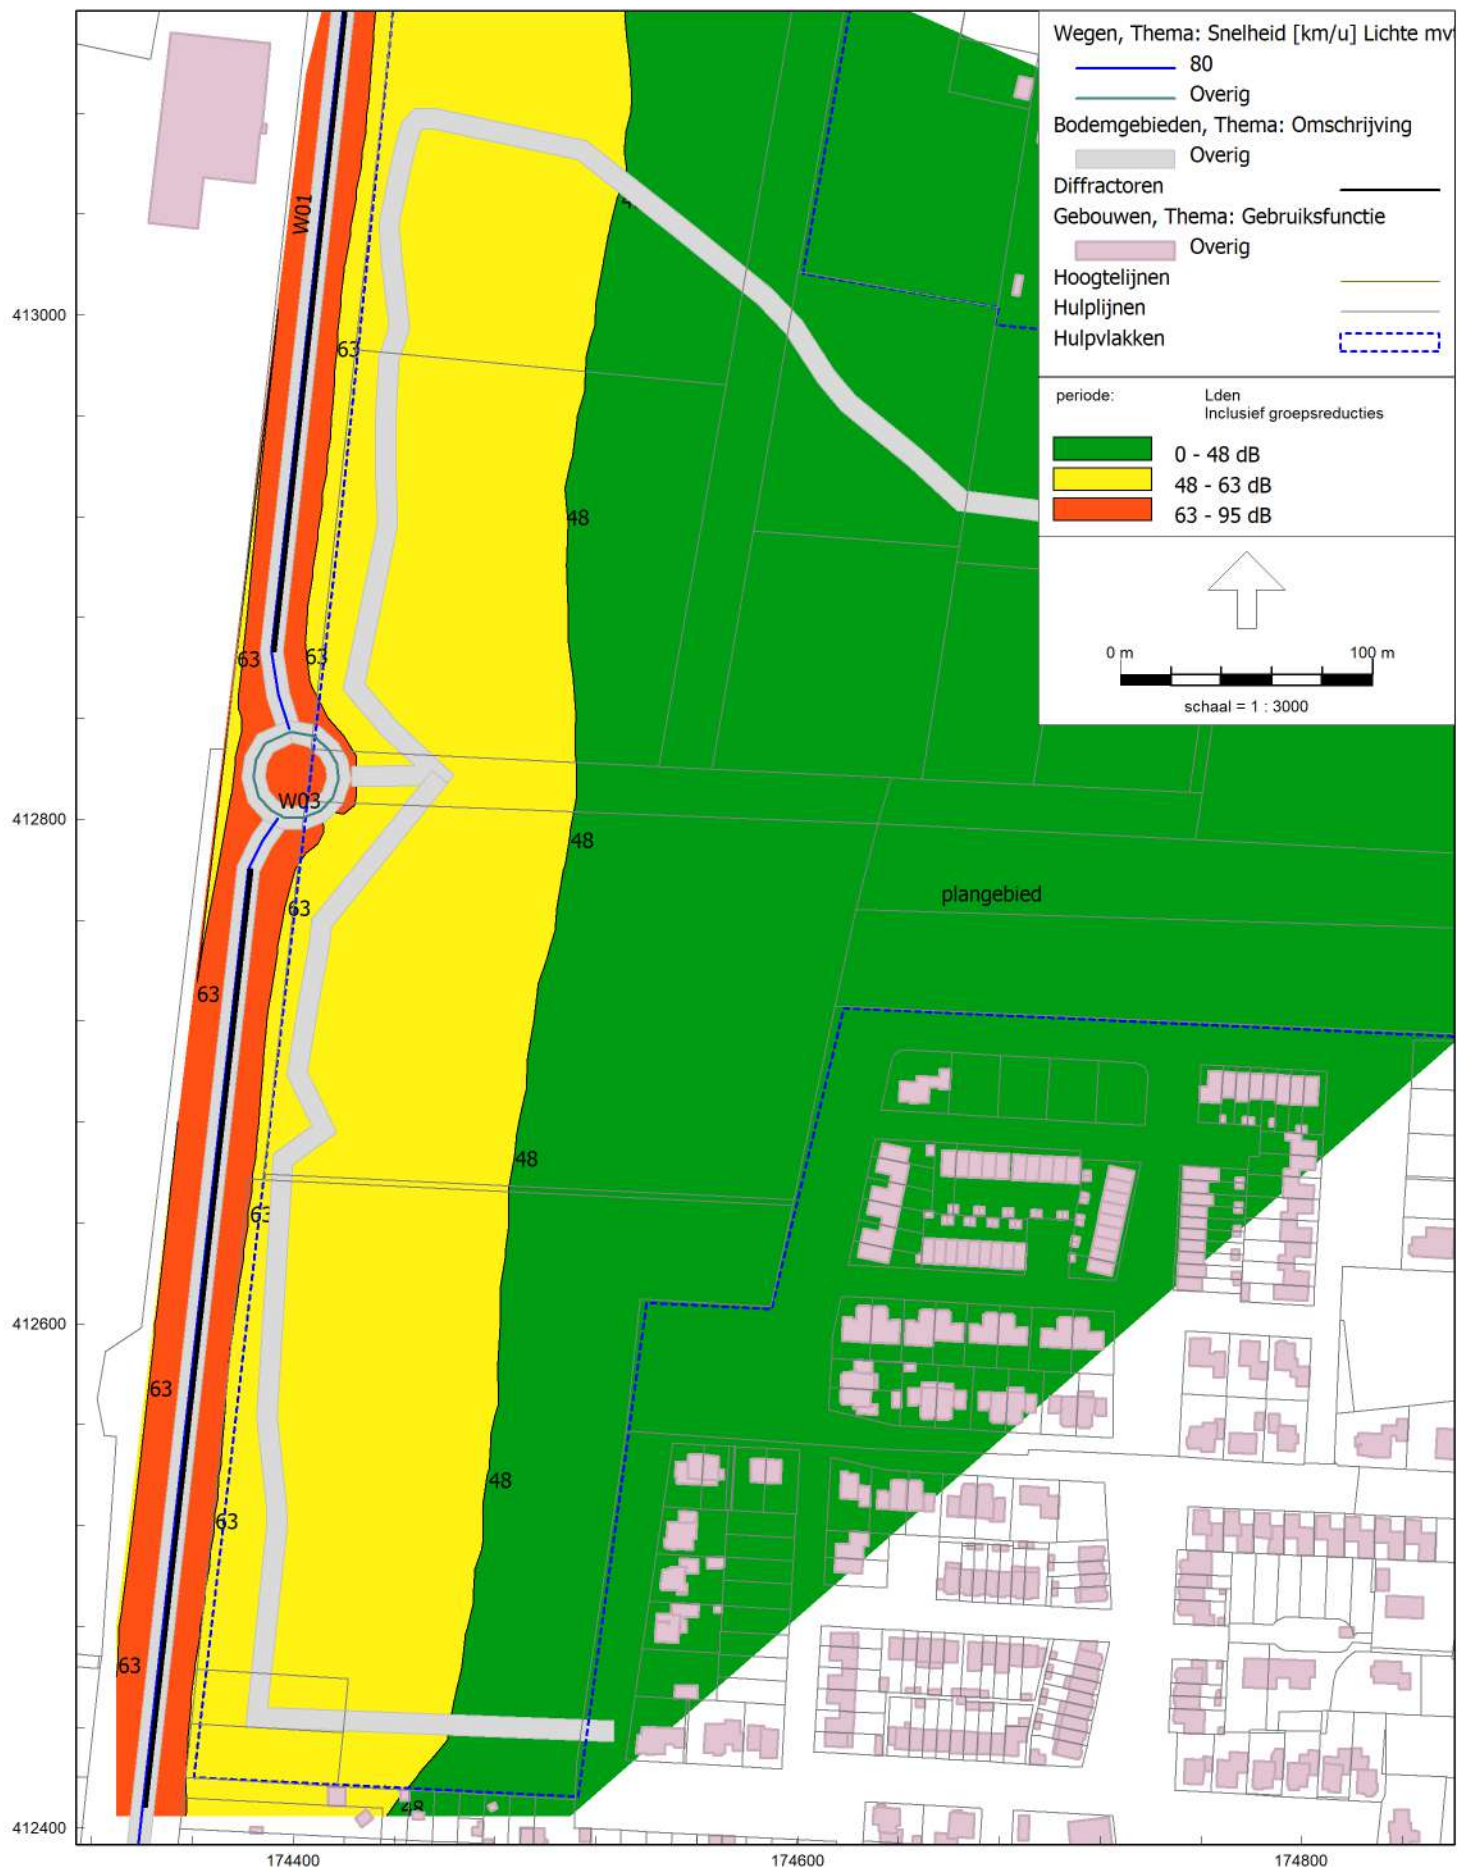 Wegen, Thema: Snelheid [km/u] Lichte mv
80
Overig
Bodemgebieden, Thema: Omschrijving
Overig
Diffractoren
Gebouwen, Thema: Gebruiksfunctie
Overig
Hoogtelijnen
Hulplijnen
Hulpvlakken
periode:
Lden
Inclusief groepsreducties
0 - 48 dB
48 - 63 dB
63 - 95 dB
0 m
100 m
schaal = 1 : 3000
W01
413000
63
48
63
63
W03
412800
48
plangebied
63
63
48
63
412600
63
48
63
63
48
412400
174400
174600
174800